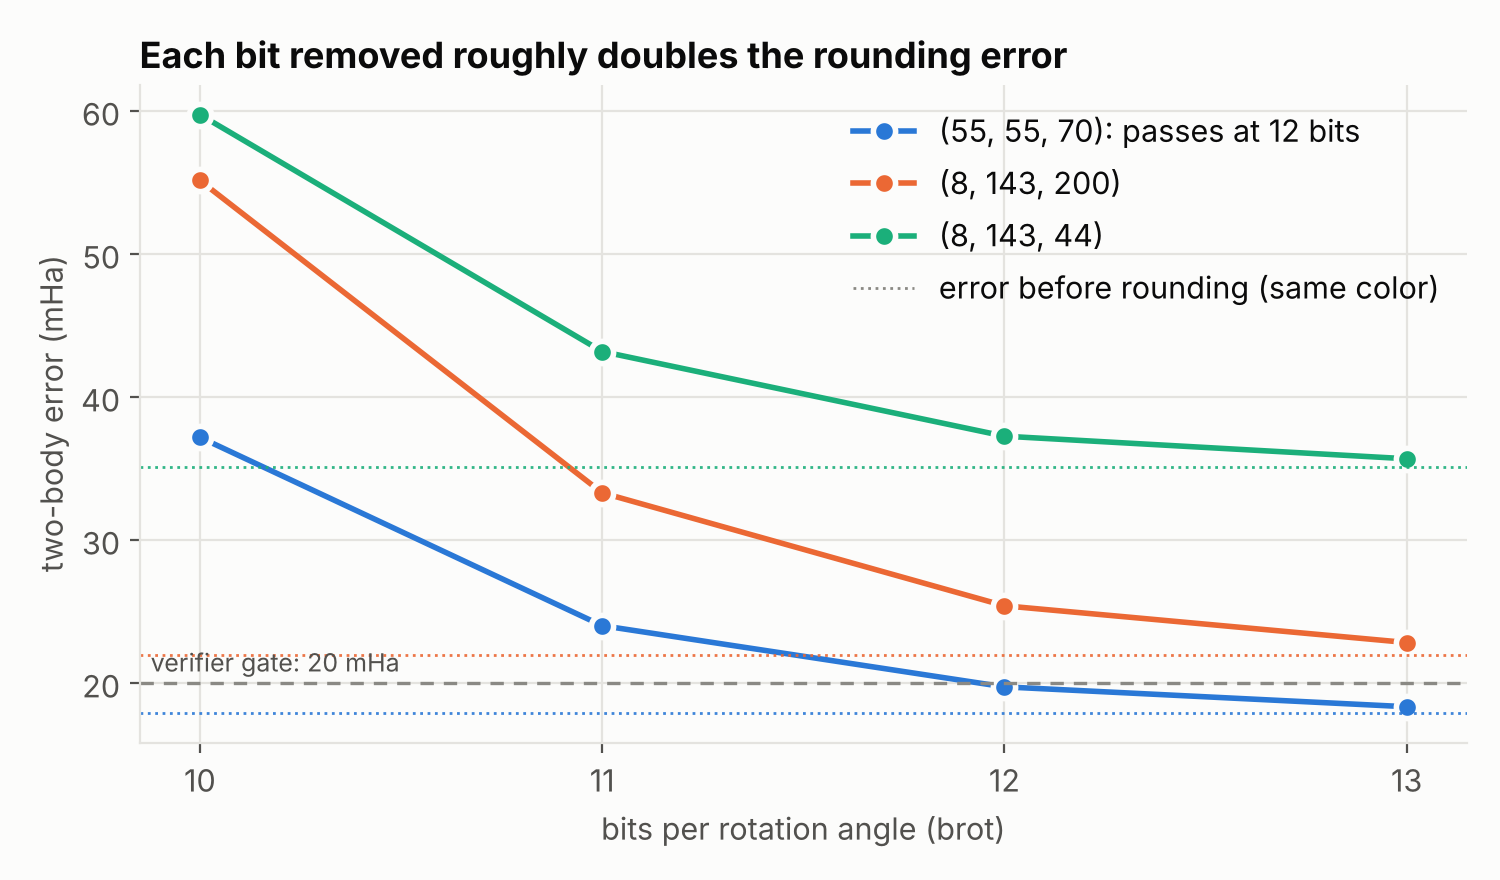 Each bit removed roughly doubles the rounding error
60
50
40
30
20
two-body error (mHa)
(55, 55, 70): passes at 12 bits
(8, 143, 200)
(8, 143, 44)
error before rounding (same color)
verifier gate: 20 mHa
10
11
12
13
bits per rotation angle (brot)